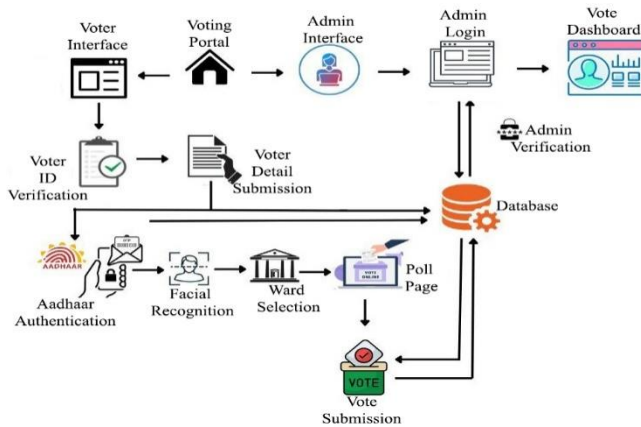 Voter
Interface
Voting
Portal
Admin
Interface
Admin
Login
Vote
Dashboard
Admin
Verification
Voter
ID
Verification
Voter
Detail
Submission
Database
AADHAAR
Aadhaar
Authentication
Facial
Recognition
Ward
Selection
VOTE
ONLINE
Poll
Page
VOTE
Vote
Submission